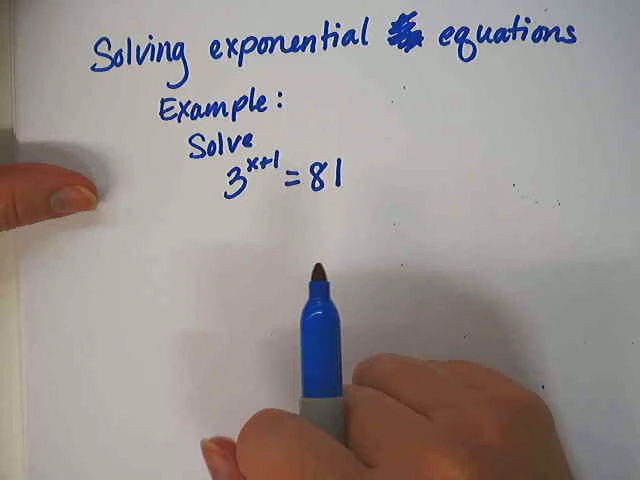 Solving exponential equations
Example:
Solve
3^{x+1} = 81